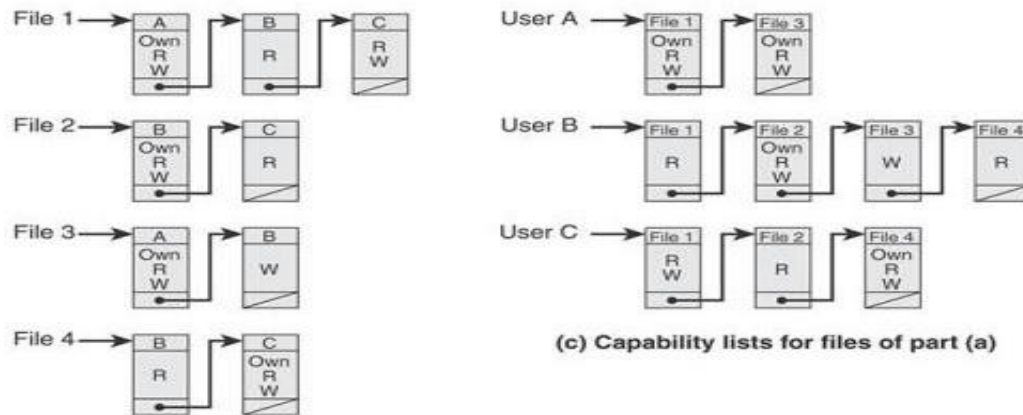 File 1
A
Own
R
W
B
R
C
R
W
File 2
B
Own
R
W
C
R
File 3
A
Own
R
W
B
W
File 4
B
R
C
Own
R
W
User A
File 1
Own
R
W
File 3
Own
R
W
User B
File 1
R
File 2
Own
R
W
File 3
W
File 4
R
User C
File 1
R
W
File 2
R
File 4
Own
R
W
(c) Capability lists for files of part (a)